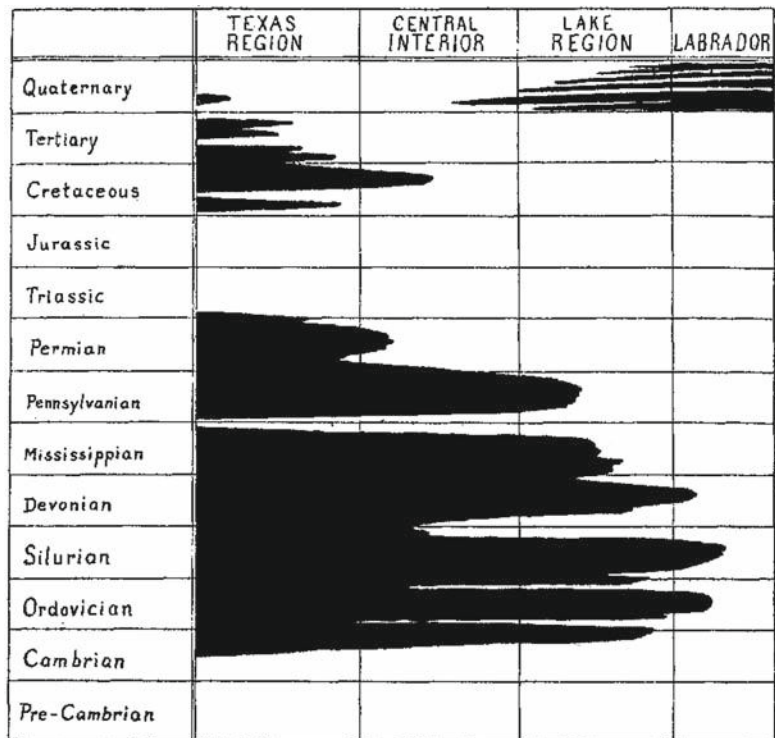 TEXAS REGION
CENTRAL INTERIOR
LAKE REGION
LABRADOR
Quaternary
Tertiary
Cretaceous
Jurassic
Triassic
Permian
Pennsylvanian
Mississippian
Devonian
Silurian
Ordovician
Cambrian
Pre-Cambrian